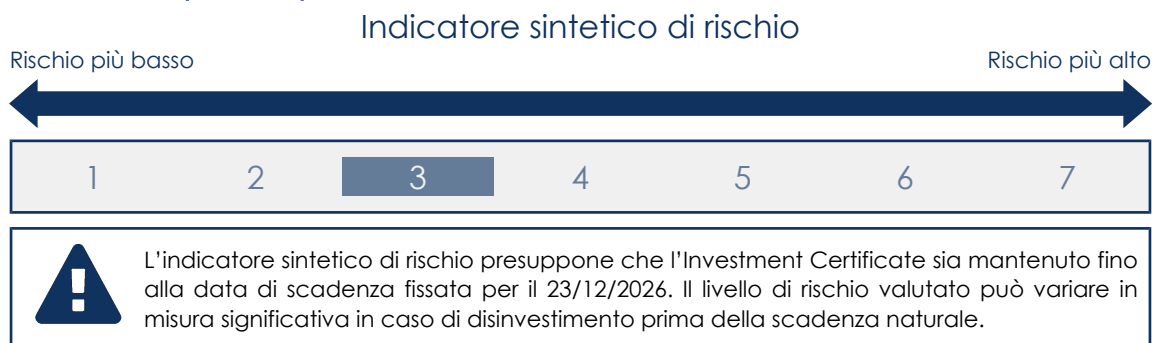 Indicatore sintetico di rischio
Rischio più basso
Rischio più alto
1 2 3 4 5 6 7
L'indicatore sintetico di rischio presuppone che l'Investment Certificate sia mantenuto fino
alla data di scadenza fissata per il 23/12/2026. Il livello di rischio valutato può variare in
misura significativa in caso di disinvestimento prima della scadenza naturale.